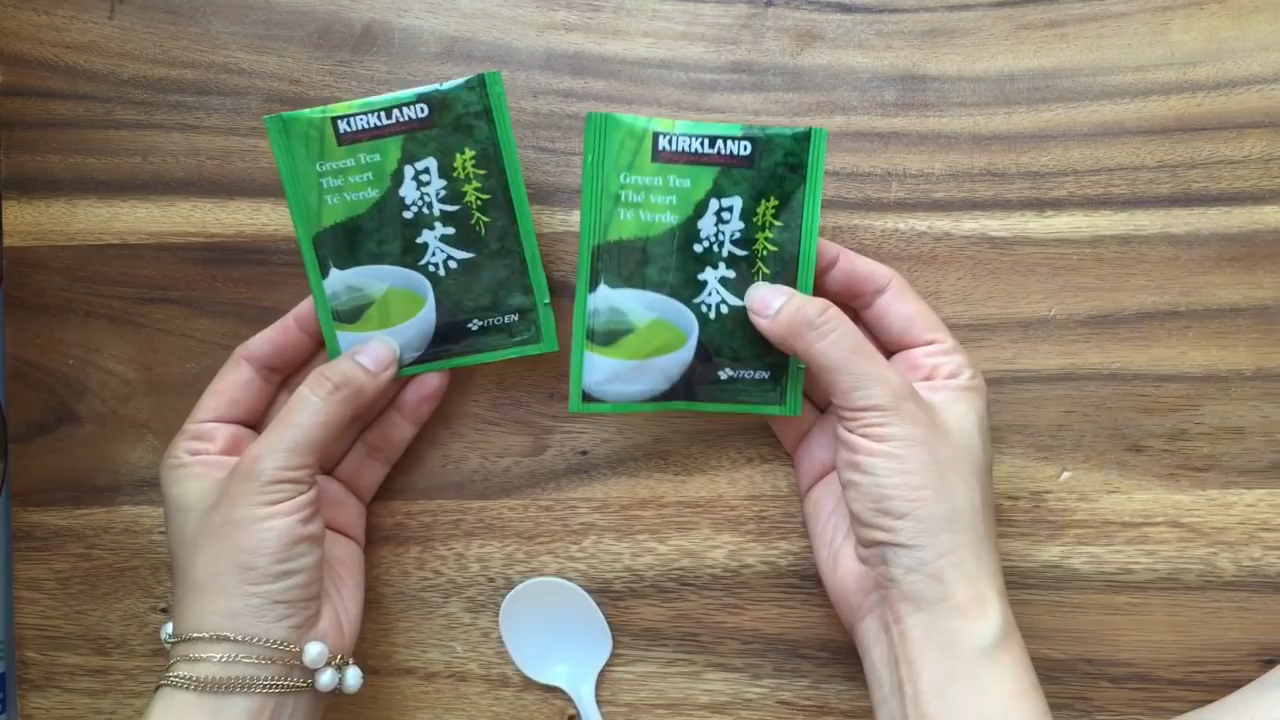 KIRKLAND
Green Tea
Thé vert
Té Verde
抹茶入り
緑茶
ITO EN
KIRKLAND
Green Tea
Thé vert
Té Verde
抹茶入
緑茶
ITO EN